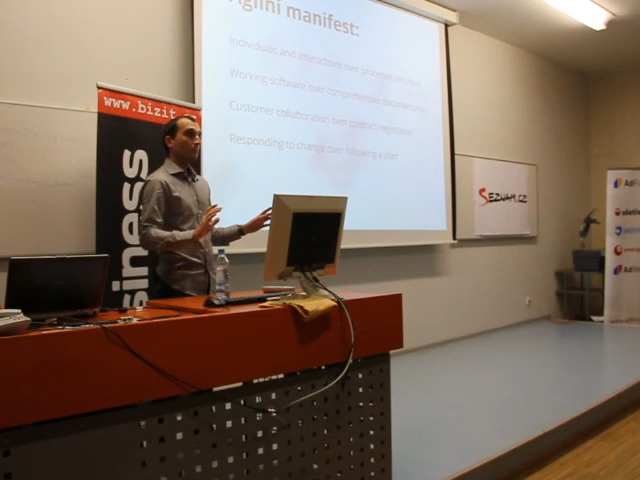 Agilní manifest:
Individuals and interactions over processes and tools
Working software over comprehensive documentation
Customer collaboration over contract negotiation
Responding to change over following a plan
www.bizit
siness
SEZNAM.CZ